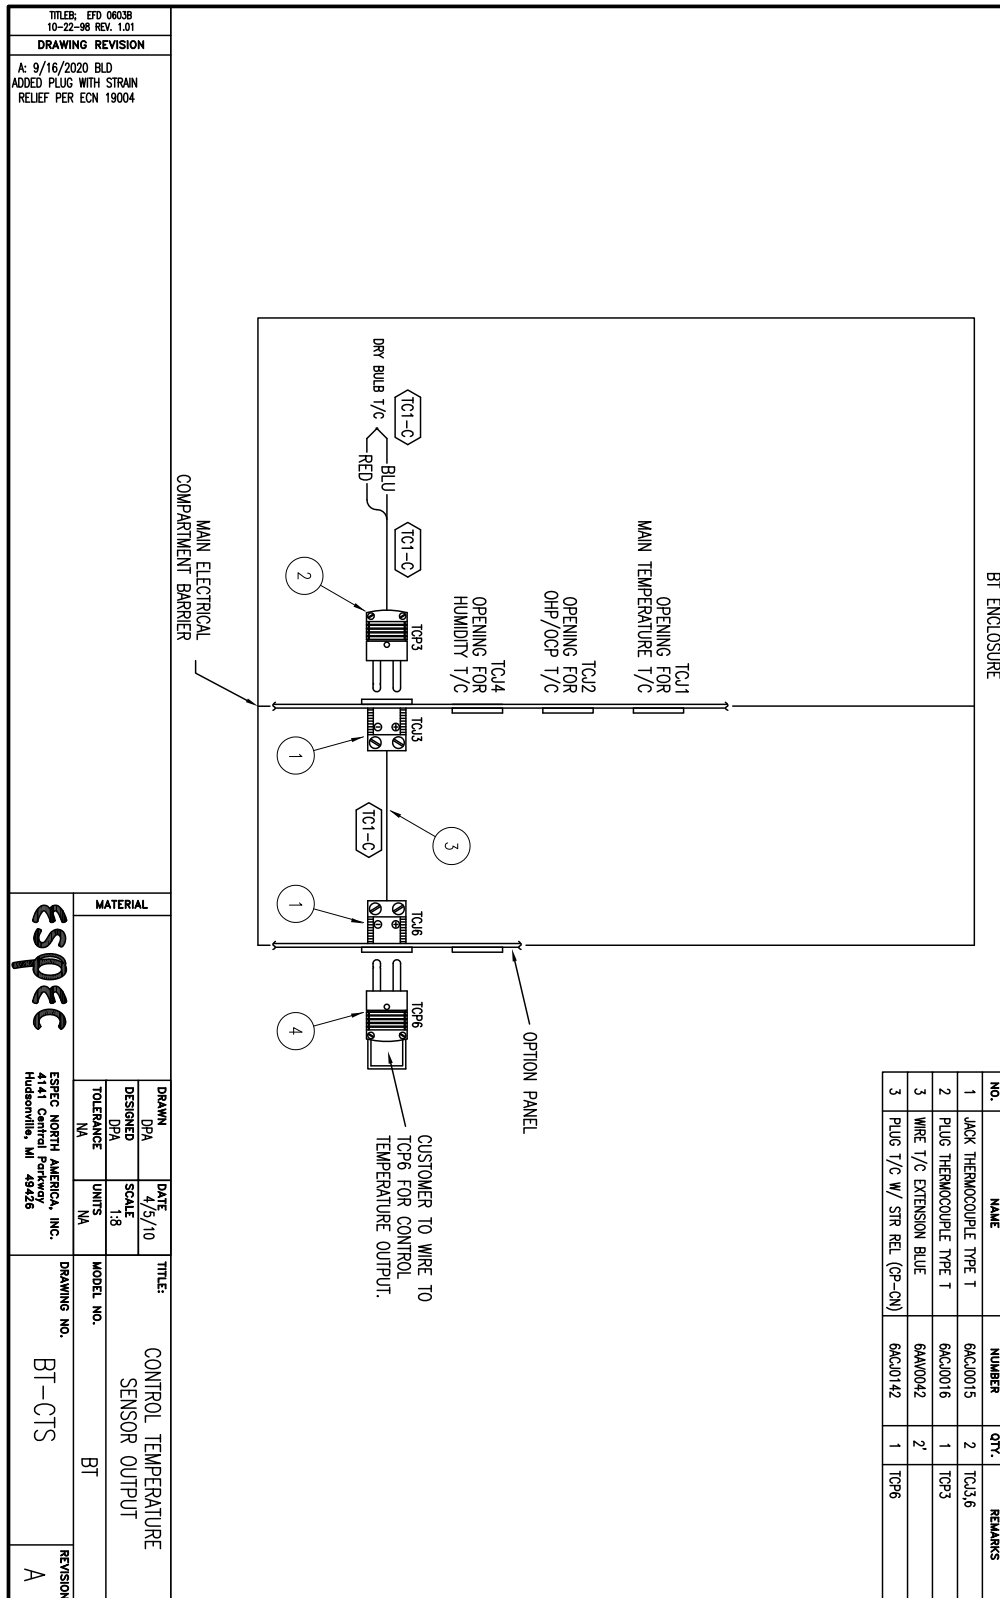 TITLEB; EFD 0603B
10-22-98 REV. 1.01
DRAWING REVISION
A: 9/16/2020 BLD
ADDED PLUG WITH STRAIN
RELIEF PER ECN 19004
BT ENCLOSURE
DRY BULB T/C
TC1-C
BLU
RED
TC1-C
2
TCP3
MAIN ELECTRICAL
COMPARTMENT BARRIER
TCJ1
OPENING FOR
MAIN TEMPERATURE T/C
TCJ2
OPENING FOR
OHP/OCP T/C
TCJ4
OPENING FOR
HUMIDITY T/C
TCJ3
1
TC1-C
3
1
TCJ6
TCP6
4
OPTION PANEL
CUSTOMER TO WIRE TO
TCP6 FOR CONTROL
TEMPERATURE OUTPUT.
NO. NAME NUMBER QTY. REMARKS
1 JACK THERMOCOUPLE TYPE T 6ACJ0015 2 TCJ3,6
2 PLUG THERMOCOUPLE TYPE T 6ACJ0016 1 TCP3
3 WIRE T/C EXTENSION BLUE 6AAV0042 2'
3 PLUG T/C W/ STR REL (CP-CN) 6ACJ0142 1 TCP6
MATERIAL
ESPEC
ESPEC NORTH AMERICA, INC.
4141 Central Parkway
Hudsonville, MI 49426
DRAWN
DPA
DATE
4/5/10
DESIGNED
DPA
SCALE
1:8
TOLERANCE
NA
UNITS
NA
TITLE:
CONTROL TEMPERATURE
SENSOR OUTPUT
MODEL NO.
BT
DRAWING NO.
BT-CTS
REVISION
A